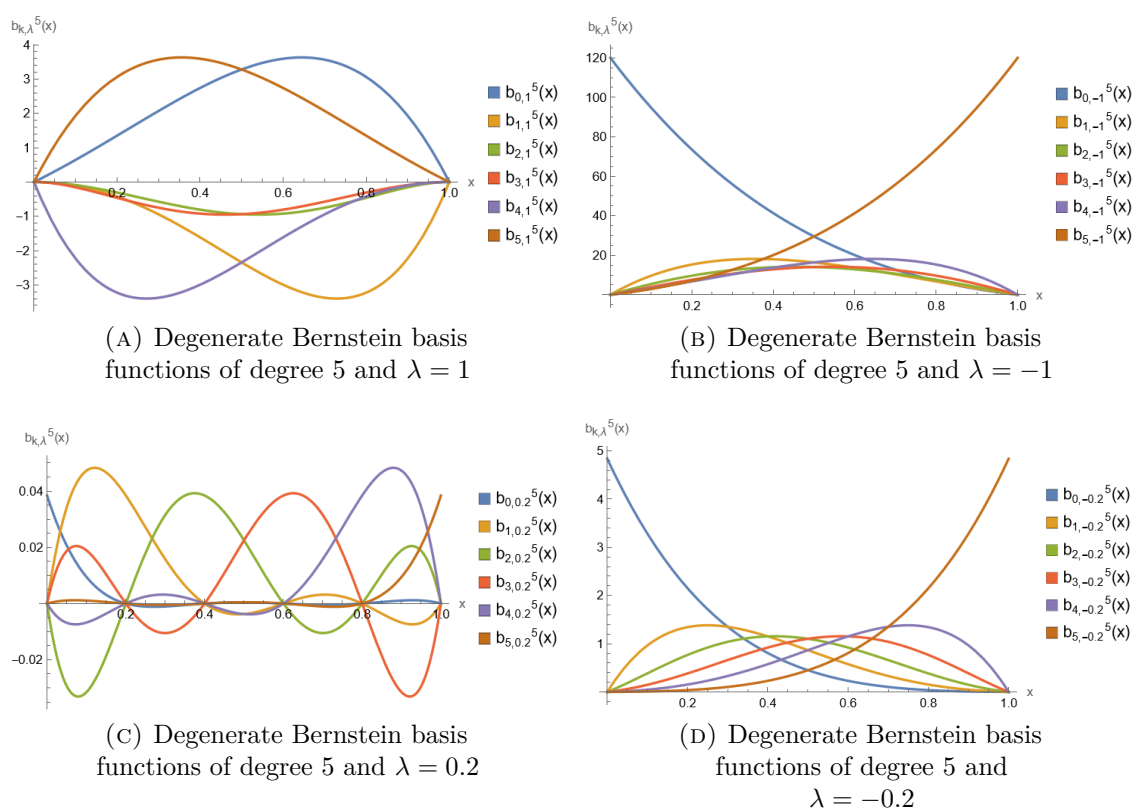 b_{k,λ}^5(x)
4
3
2
1
0
-1
-2
-3
0.2
0.4
0.6
0.8
1.0
x
b_{0,1}^5(x)
b_{1,1}^5(x)
b_{2,1}^5(x)
b_{3,1}^5(x)
b_{4,1}^5(x)
b_{5,1}^5(x)
(A) Degenerate Bernstein basis
functions of degree 5 and λ = 1
b_{k,λ}^5(x)
120
100
80
60
40
20
0.2
0.4
0.6
0.8
1.0
x
b_{0,-1}^5(x)
b_{1,-1}^5(x)
b_{2,-1}^5(x)
b_{3,-1}^5(x)
b_{4,-1}^5(x)
b_{5,-1}^5(x)
(B) Degenerate Bernstein basis
functions of degree 5 and λ = −1
b_{k,λ}^5(x)
0.04
0.02
0.00
-0.02
0.2
0.4
0.6
0.8
1.0
x
b_{0,0.2}^5(x)
b_{1,0.2}^5(x)
b_{2,0.2}^5(x)
b_{3,0.2}^5(x)
b_{4,0.2}^5(x)
b_{5,0.2}^5(x)
(C) Degenerate Bernstein basis
functions of degree 5 and λ = 0.2
b_{k,λ}^5(x)
5
4
3
2
1
0
0.2
0.4
0.6
0.8
1.0
x
b_{0,-0.2}^5(x)
b_{1,-0.2}^5(x)
b_{2,-0.2}^5(x)
b_{3,-0.2}^5(x)
b_{4,-0.2}^5(x)
b_{5,-0.2}^5(x)
(D) Degenerate Bernstein basis
functions of degree 5 and
λ = −0.2